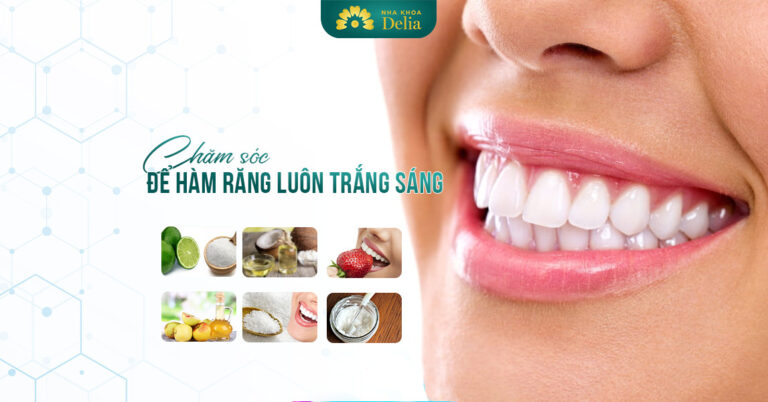 NHA KHOA
Delia
Chăm sóc
ĐỂ HÀM RĂNG LUÔN TRẮNG SÁNG